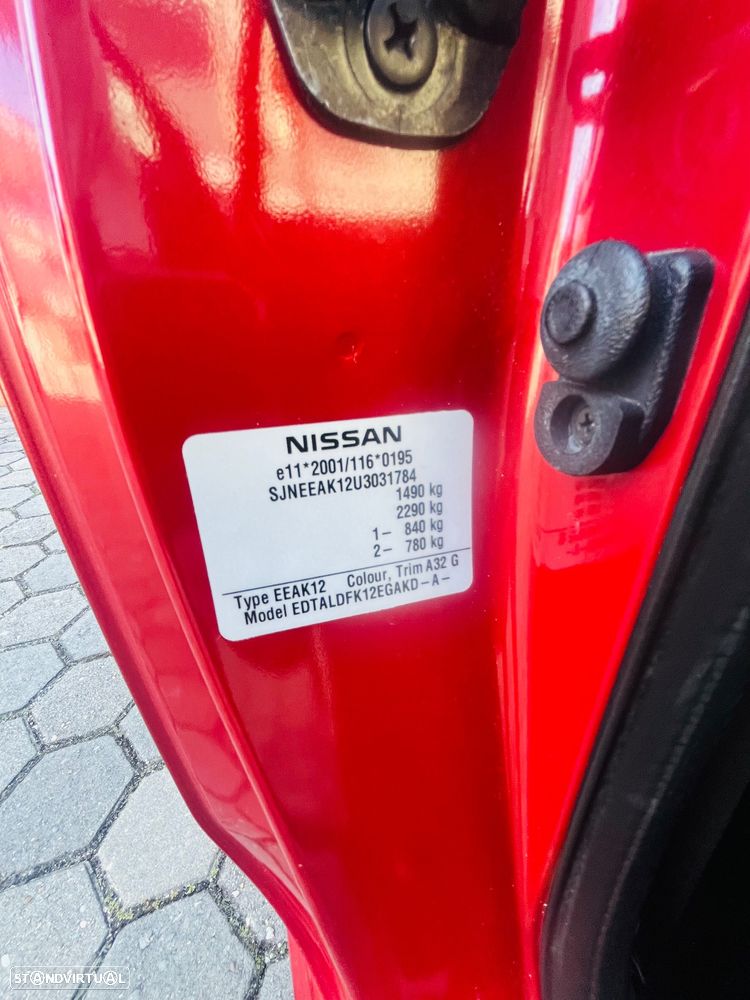 NISSAN
e11*2001/116*0195
SJNEEAK12U3031784
1490 kg
2290 kg
1- 840 kg
2- 780 kg
Type EEAK12 Colour, Trim A32 G
Model EDTALDFK12EGAKD-A-
STANDVIRTUAL